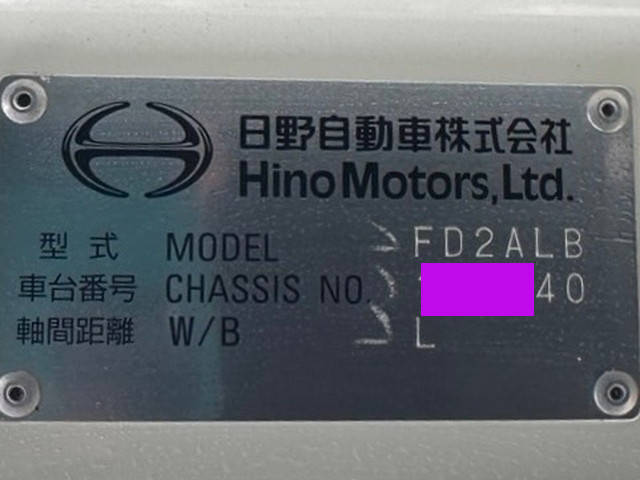 日野自動車株式会社
Hino Motors, Ltd.
型式 MODEL FD2ALB
車台番号 CHASSIS NO. 40
軸間距離 W/B L